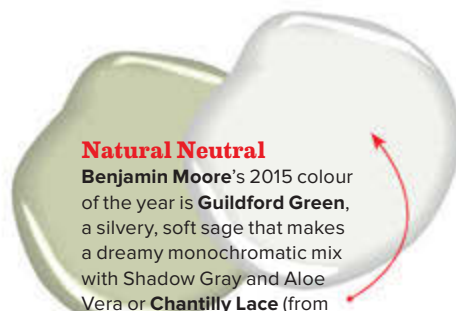 Natural Neutral
Benjamin Moore's 2015 colour
of the year is Guildford Green,
a silvery, soft sage that makes
a dreamy monochromatic mix
with Shadow Gray and Aloe
Vera or Chantilly Lace (from